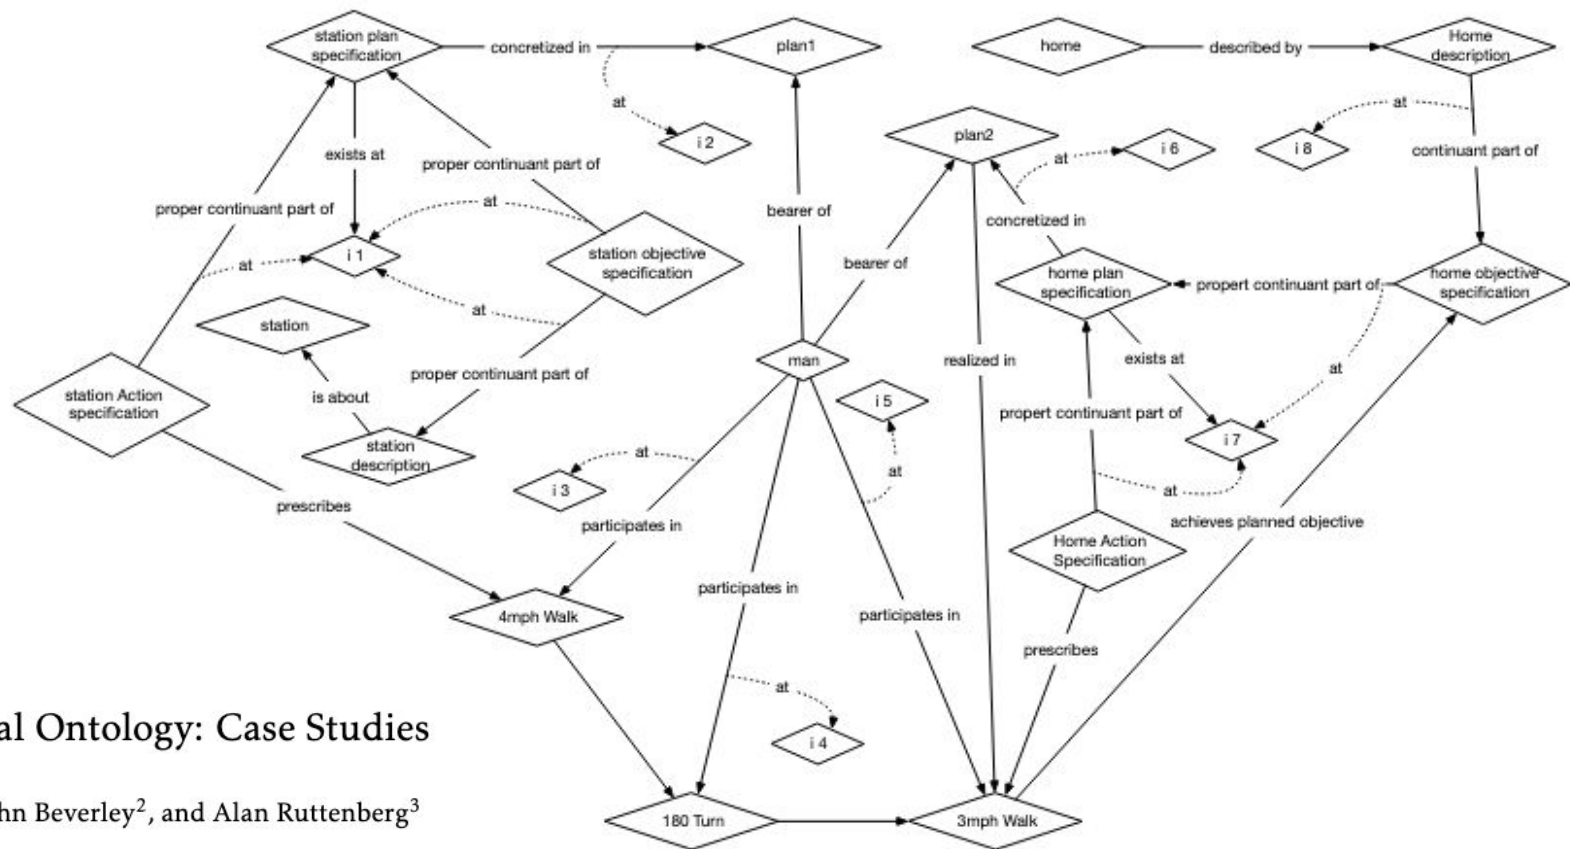 station plan
specification
concretized in
plan1
home
described by
Home
description
at
i 2
at
i 8
plan2
at
i 6
continuant part of
exists at
proper continuant part of
proper continuant part of
at
bearer of
concretized in
i 1
at
station objective
specification
bearer of
home plan
specification
propert continuant part of
home objective
specification
at
station
proper continuant part of
man
realized in
exists at
at
is about
station Action
specification
i 5
propert continuant part of
i 7
station
description
at
at
i 3
at
prescribes
participates in
achieves planned objective
Home Action
Specification
participates in
participates in
4mph Walk
prescribes
at
i 4
180 Turn
3mph Walk
al Ontology: Case Studies
hn Beverley², and Alan Ruttenberg³